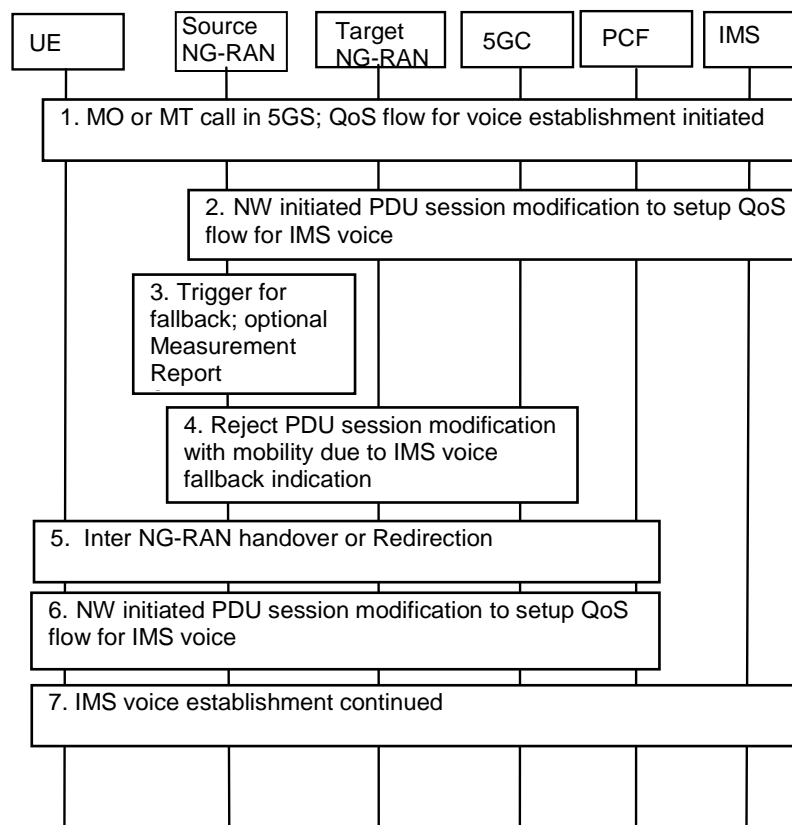 UE
Source
NG-RAN
Target
NG-RAN
5GC
PCF
IMS
1. MO or MT call in 5GS; QoS flow for voice establishment initiated
2. NW initiated PDU session modification to setup QoS
flow for IMS voice
3. Trigger for
fallback; optional
Measurement
Report
4. Reject PDU session modification
with mobility due to IMS voice
fallback indication
5. Inter NG-RAN handover or Redirection
6. NW initiated PDU session modification to setup QoS
flow for IMS voice
7. IMS voice establishment continued